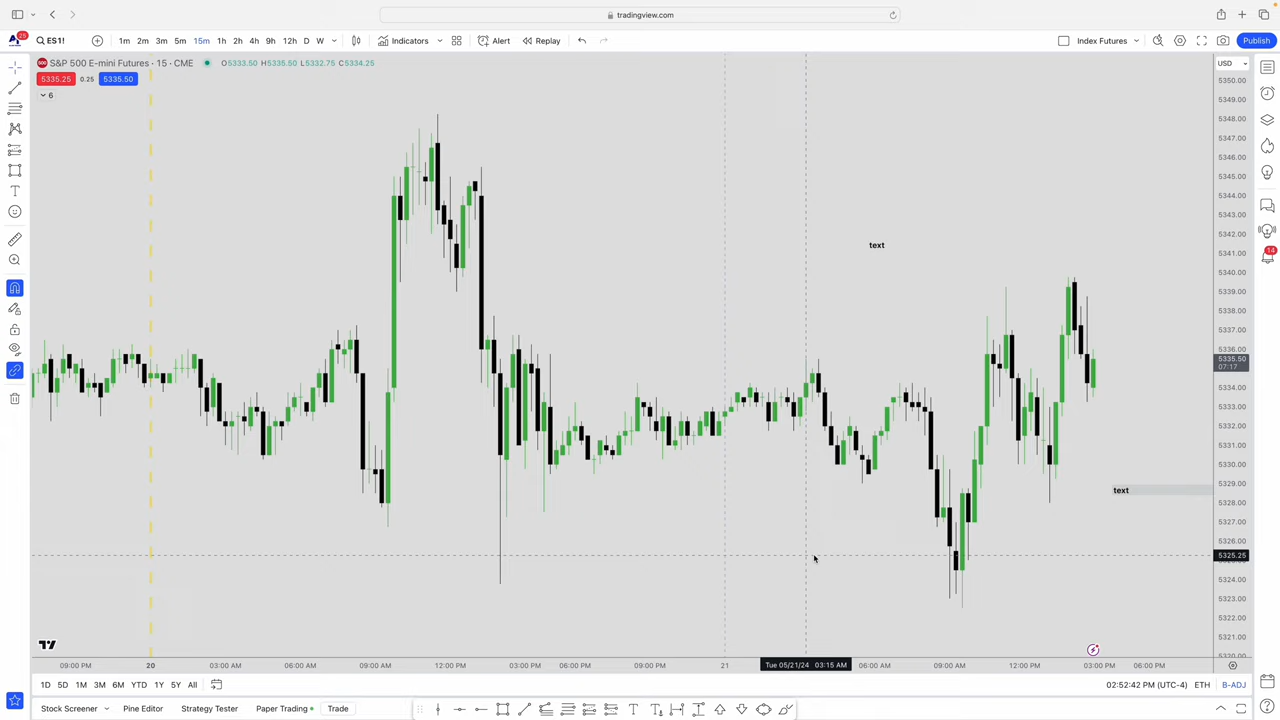 tradingview.com
25
ES1!
1m 2m 3m 5m 15m 1h 2h 4h 9h 12h D W
Indicators
Alert
Replay
Index Futures
Publish
500 S&P 500 E-mini Futures · 15 · CME
O5333.50 H5335.50 L5332.75 C5334.25
5335.25 0.25 5335.50
6
USD
5350.00
5349.00
5348.00
5347.00
5346.00
5345.00
5344.00
5343.00
5342.00
5341.00
5340.00
5339.00
5338.00
5337.00
5336.00
5335.50
07:17
5334.00
5333.00
5332.00
5331.00
5330.00
5329.00
5328.00
5327.00
5326.00
5325.25
5324.00
5323.00
5322.00
5321.00
5320.00
14
text
text
09:00 PM 20 03:00 AM 06:00 AM 09:00 AM 12:00 PM 03:00 PM 06:00 PM 09:00 PM 21 Tue 05/21/24 03:15 AM 06:00 AM 09:00 AM 12:00 PM 03:00 PM 06:00 PM
1D 5D 1M 3M 6M YTD 1Y 5Y All
02:52:42 PM (UTC-4) ETH B-ADJ
Stock Screener Pine Editor Strategy Tester Paper Trading Trade